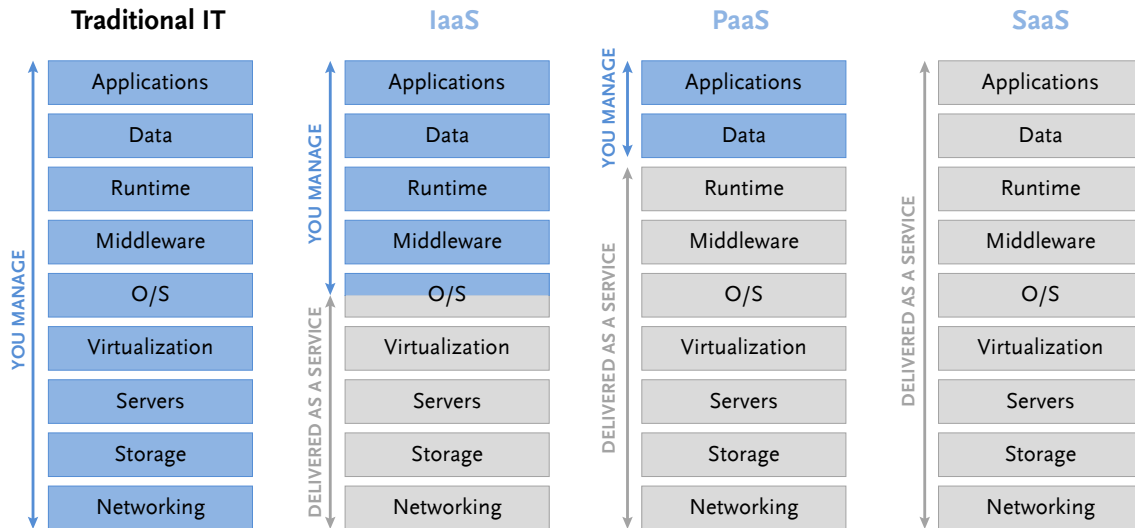 Traditional IT
IaaS
PaaS
SaaS
YOU MANAGE
Applications
Data
Runtime
Middleware
O/S
Virtualization
Servers
Storage
Networking
YOU MANAGE
DELIVERED AS A SERVICE
Applications
Data
Runtime
Middleware
O/S
Virtualization
Servers
Storage
Networking
YOU MANAGE
DELIVERED AS A SERVICE
Applications
Data
Runtime
Middleware
O/S
Virtualization
Servers
Storage
Networking
DELIVERED AS A SERVICE
Applications
Data
Runtime
Middleware
O/S
Virtualization
Servers
Storage
Networking